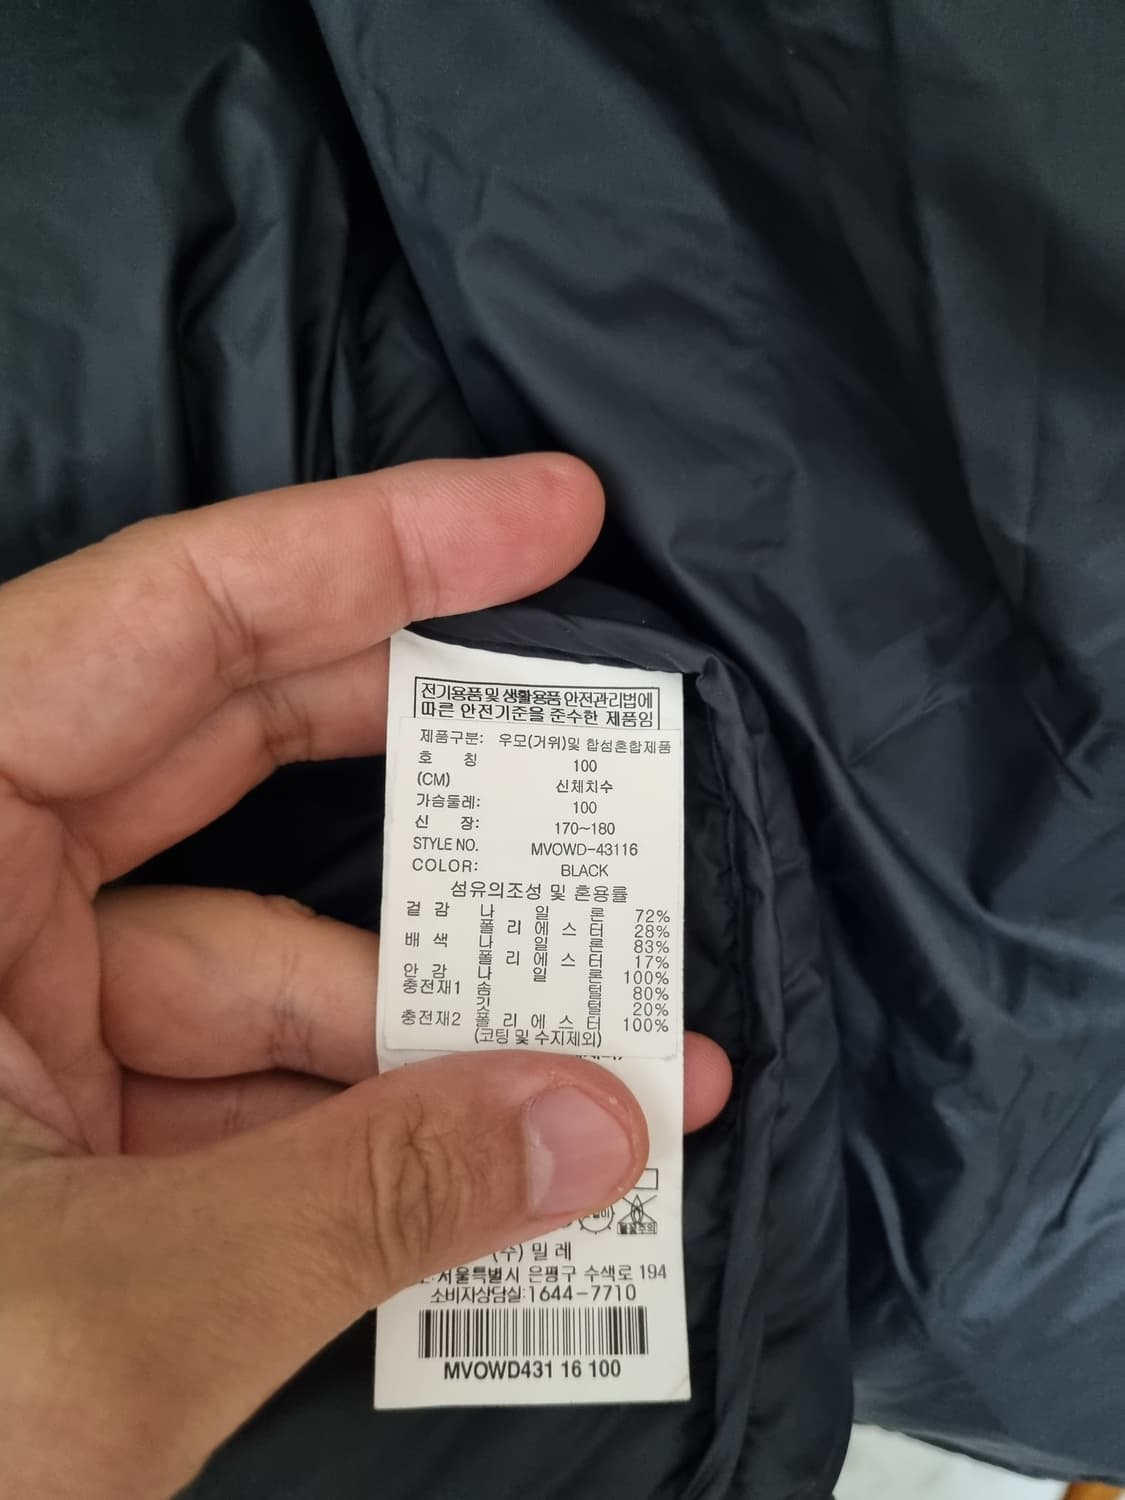 전기용품 및 생활용품 안전관리법에
따른 안전기준을 준수한 제품임
제품구분: 우모(거위)및 합성혼합제품
호 칭 100
(CM) 신체치수
가슴둘레: 100
신 장: 170~180
STYLE NO. MVOWD-43116
COLOR: BLACK
섬유의조성 및 혼용률
겉 감 나 일 론 72%
폴 리 에 스 터 28%
배 색 나 일 론 83%
폴 리 에 스 터 17%
안 감 나 일 론 100%
충전재1 솜 털 80%
깃 털 20%
충전재2 폴 리 에 스 터 100%
(코팅 및 수지제외)
불꽃주의
(주) 밀 레
서울특별시 은평구 수색로 194
소비자상담실:1644-7710
MVOWD431 16 100